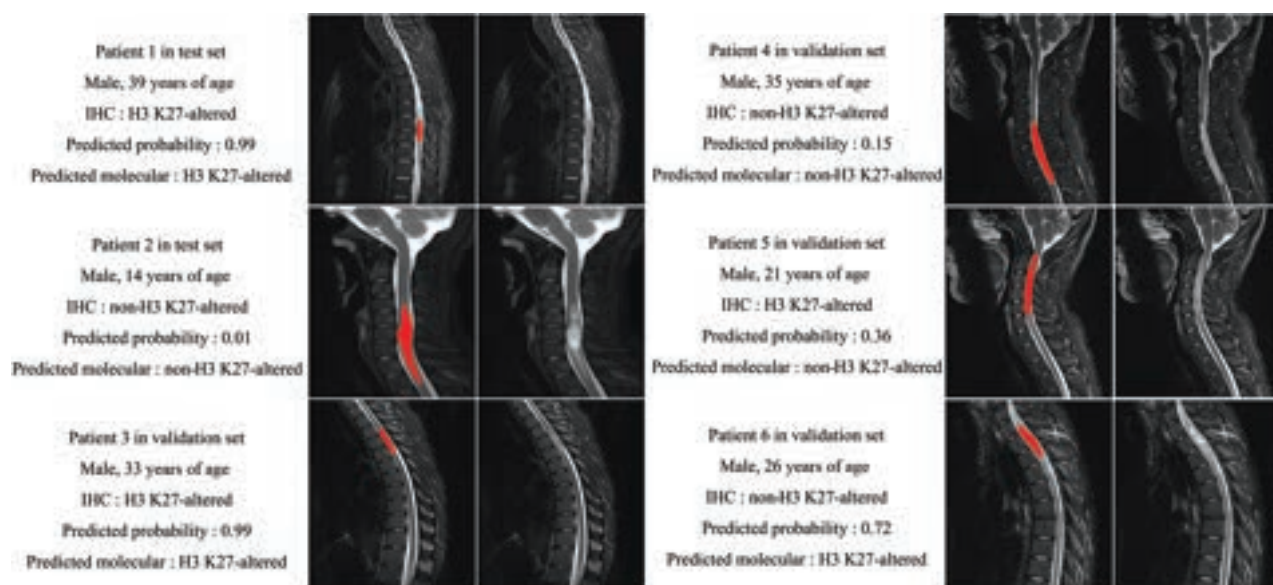 Patient 1 in test set
Male, 39 years of age
IHC : H3 K27-altered
Predicted probability : 0.99
Predicted molecular : H3 K27-altered
Patient 2 in test set
Male, 14 years of age
IHC : non-H3 K27-altered
Predicted probability : 0.01
Predicted molecular : non-H3 K27-altered
Patient 3 in validation set
Male, 33 years of age
IHC : H3 K27-altered
Predicted probability : 0.99
Predicted molecular : H3 K27-altered
Patient 4 in validation set
Male, 35 years of age
IHC : non-H3 K27-altered
Predicted probability : 0.15
Predicted molecular : non-H3 K27-altered
Patient 5 in validation set
Male, 21 years of age
IHC : H3 K27-altered
Predicted probability : 0.36
Predicted molecular : non-H3 K27-altered
Patient 6 in validation set
Male, 26 years of age
IHC : non-H3 K27-altered
Predicted probability : 0.72
Predicted molecular : H3 K27-altered